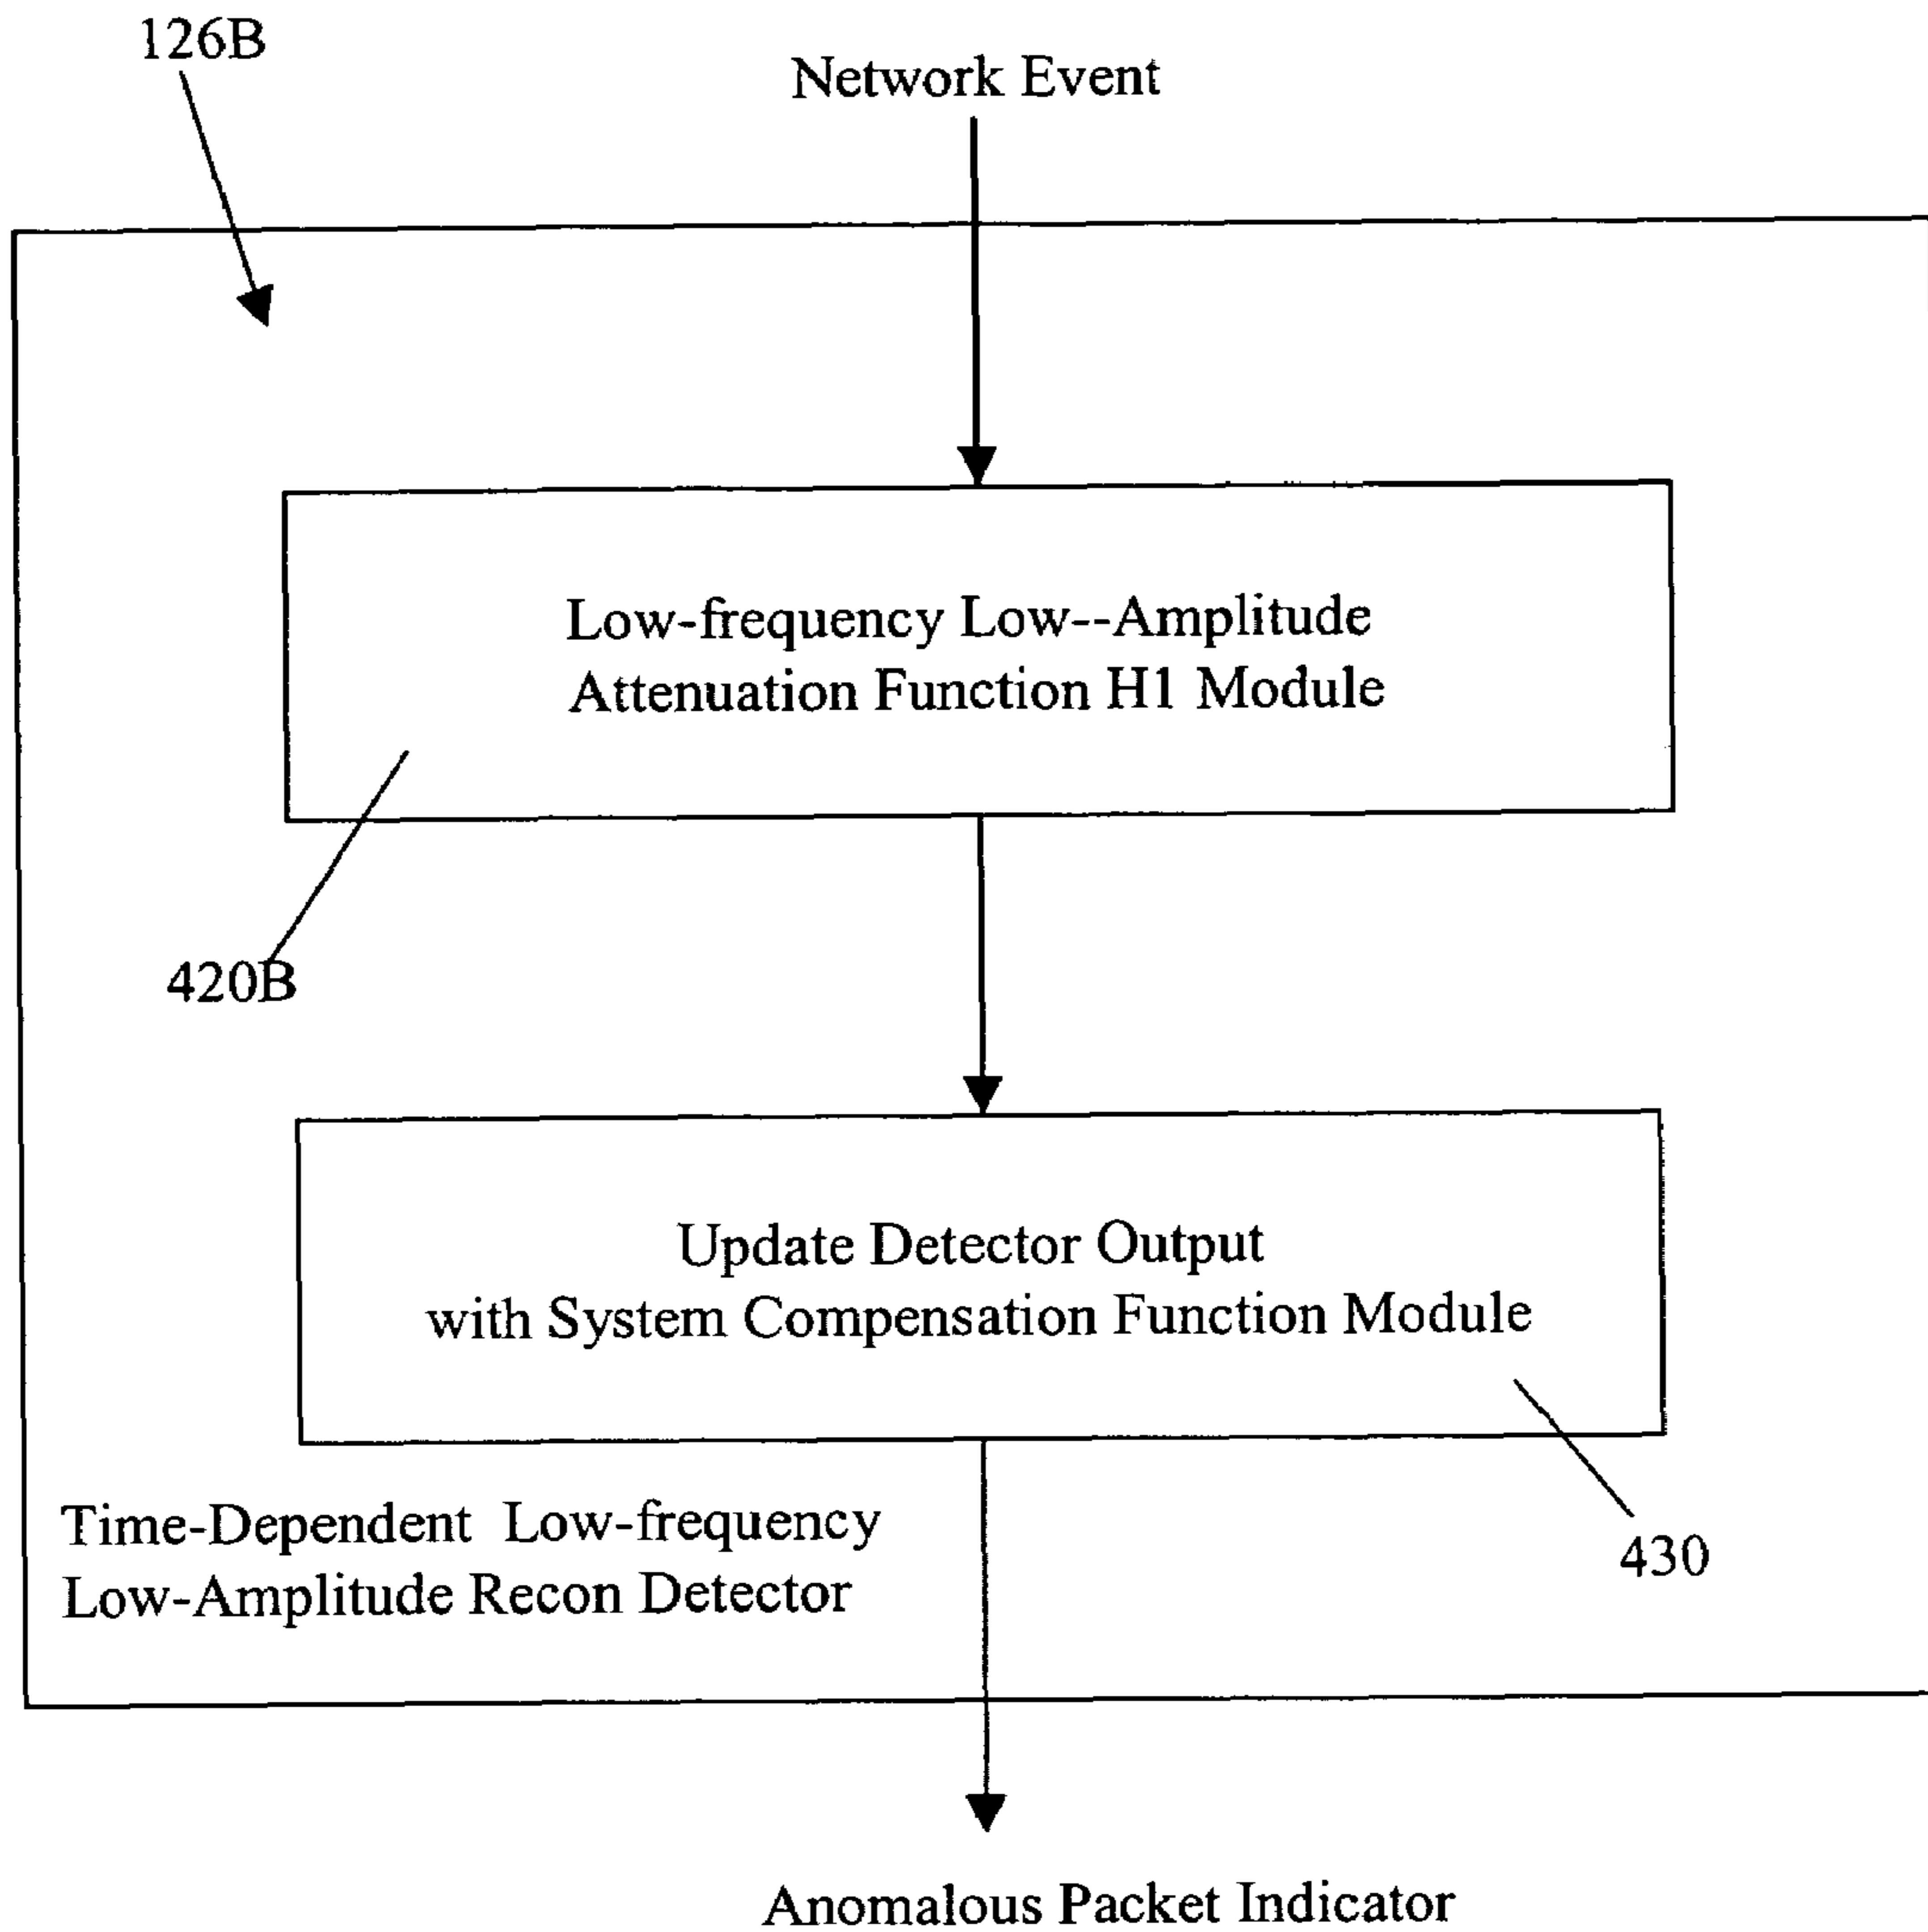 126B
Network Event
Low-frequency Low--Amplitude
Attenuation Function H1 Module
420B
Update Detector Output
with System Compensation Function Module
Time-Dependent Low-frequency
Low-Amplitude Recon Detector
430
Anomalous Packet Indicator